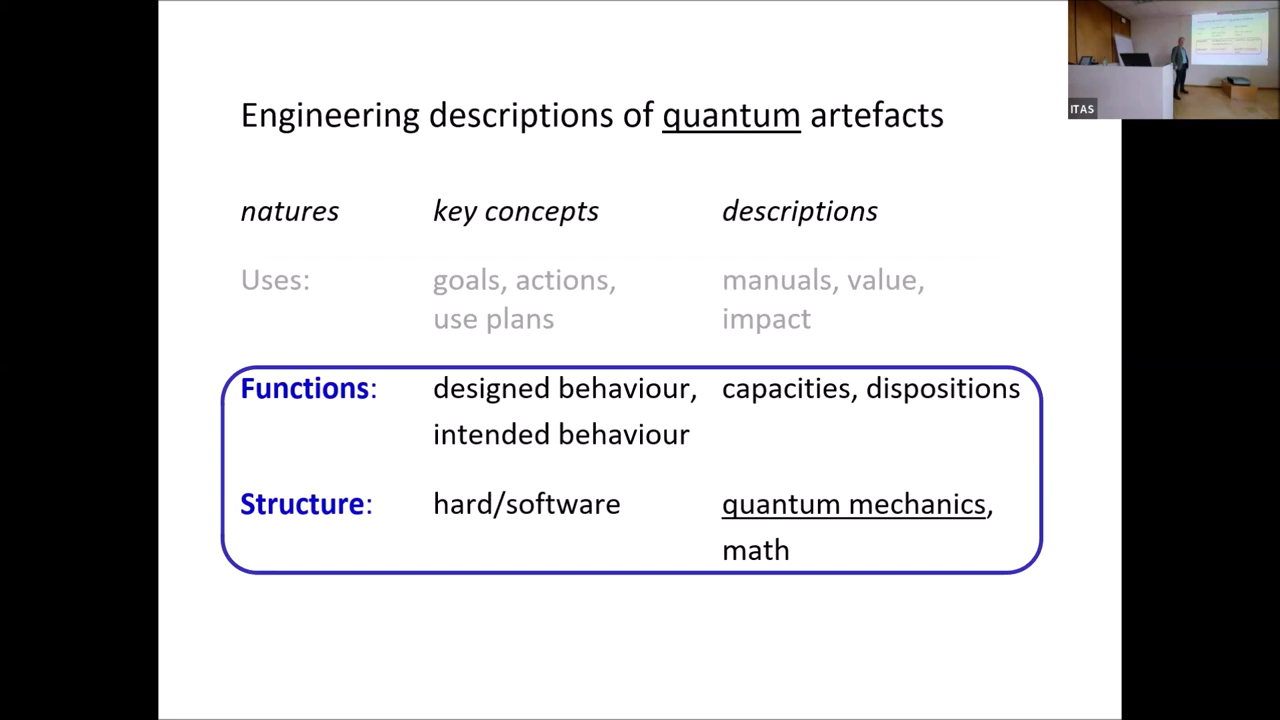 Engineering descriptions of quantum artefacts
natures key concepts descriptions
Uses: goals, actions, manuals, value,
use plans impact
Functions: designed behaviour, capacities, dispositions
intended behaviour
Structure: hard/software quantum mechanics,
math
ITAS